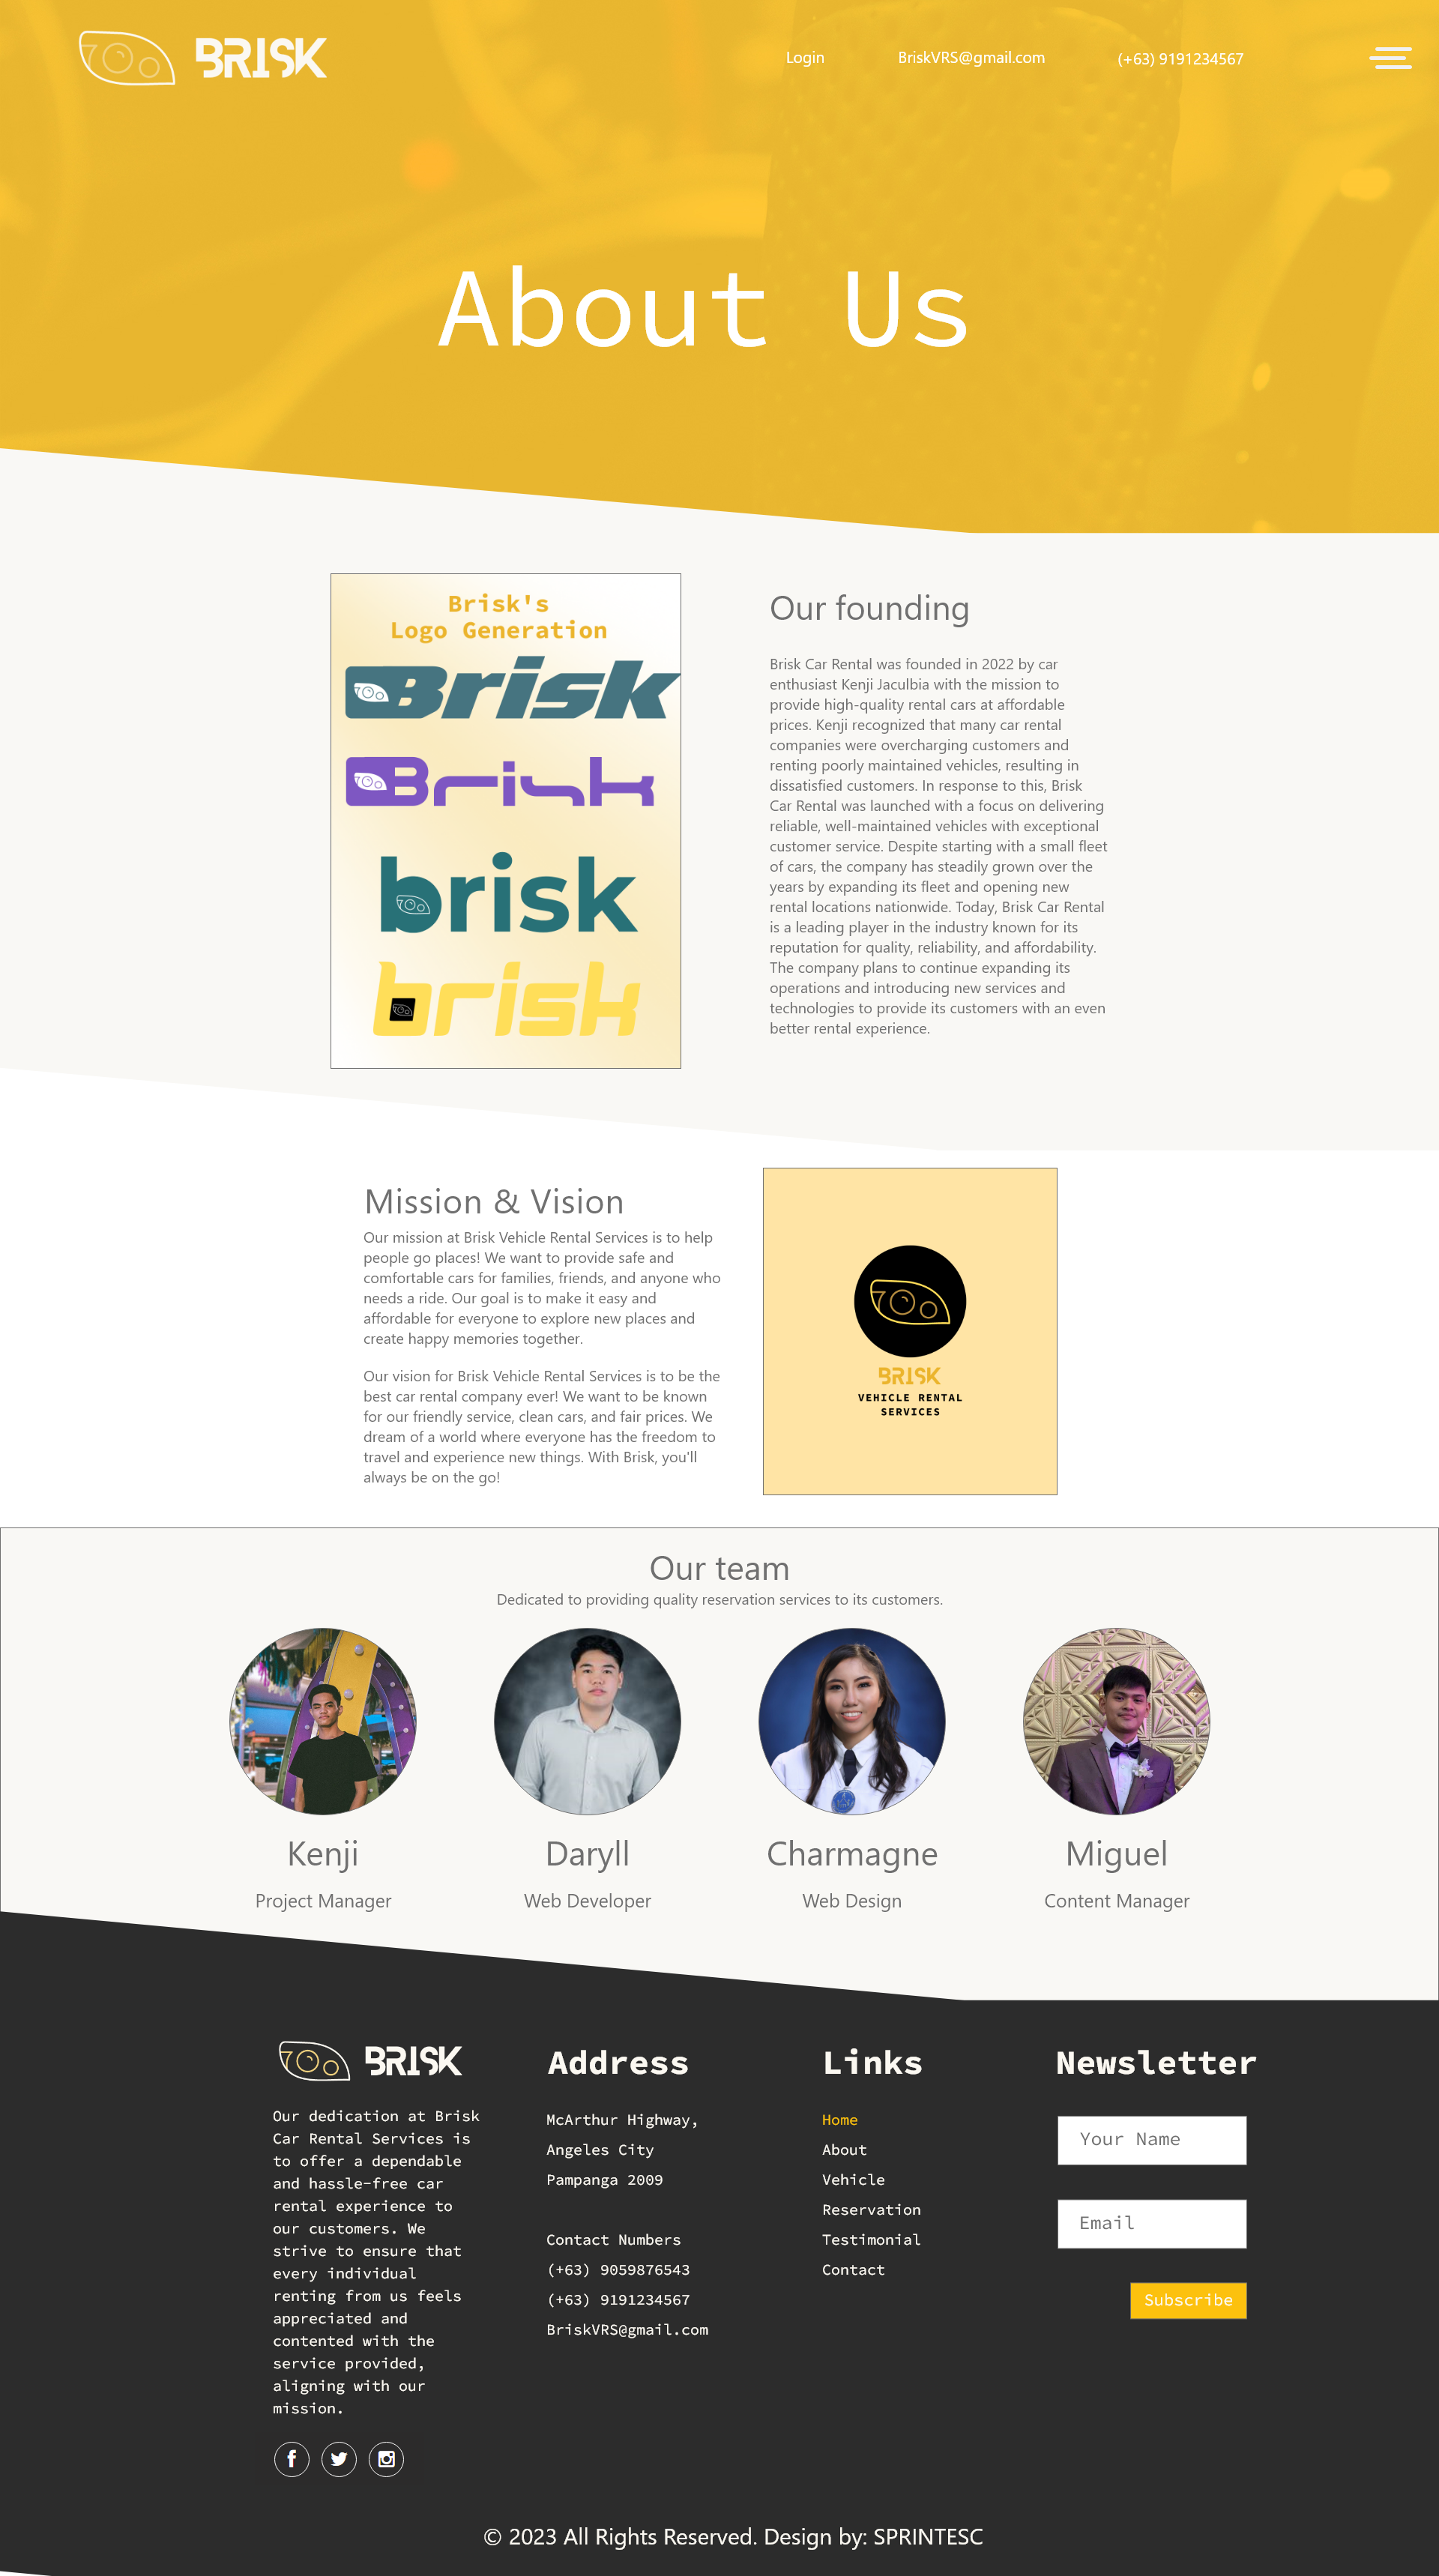 BRISK
Login
BriskVRS@gmail.com
(+63) 9191234567
About Us
Brisk's
Logo Generation
Brisk
Brisk
brisk
brisk
Our founding
Brisk Car Rental was founded in 2022 by car
enthusiast Kenji Jaculbia with the mission to
provide high-quality rental cars at affordable
prices. Kenji recognized that many car rental
companies were overcharging customers and
renting poorly maintained vehicles, resulting in
dissatisfied customers. In response to this, Brisk
Car Rental was launched with a focus on delivering
reliable, well-maintained vehicles with exceptional
customer service. Despite starting with a small fleet
of cars, the company has steadily grown over the
years by expanding its fleet and opening new
rental locations nationwide. Today, Brisk Car Rental
is a leading player in the industry known for its
reputation for quality, reliability, and affordability.
The company plans to continue expanding its
operations and introducing new services and
technologies to provide its customers with an even
better rental experience.
Mission & Vision
Our mission at Brisk Vehicle Rental Services is to help
people go places! We want to provide safe and
comfortable cars for families, friends, and anyone who
needs a ride. Our goal is to make it easy and
affordable for everyone to explore new places and
create happy memories together.
Our vision for Brisk Vehicle Rental Services is to be the
best car rental company ever! We want to be known
for our friendly service, clean cars, and fair prices. We
dream of a world where everyone has the freedom to
travel and experience new things. With Brisk, you'll
always be on the go!
BRISK
VEHICLE RENTAL
SERVICES
Our team
Dedicated to providing quality reservation services to its customers.
Kenji
Project Manager
Daryll
Web Developer
Charmagne
Web Design
Miguel
Content Manager
BRISK
Our dedication at Brisk
Car Rental Services is
to offer a dependable
and hassle-free car
rental experience to
our customers. We
strive to ensure that
every individual
renting from us feels
appreciated and
contented with the
service provided,
aligning with our
mission.
Address
McArthur Highway,
Angeles City
Pampanga 2009
Contact Numbers
(+63) 9059876543
(+63) 9191234567
BriskVRS@gmail.com
Links
Home
About
Vehicle
Reservation
Testimonial
Contact
Newsletter
Your Name
Email
Subscribe
© 2023 All Rights Reserved. Design by: SPRINTESC